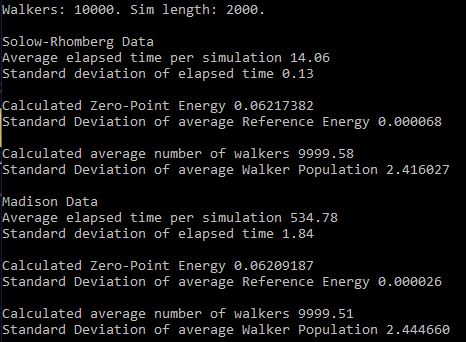 Walkers: 10000. Sim length: 2000.
Solow-Rhomberg Data
Average elapsed time per simulation 14.06
Standard deviation of elapsed time 0.13
Calculated Zero-Point Energy 0.06217382
Standard Deviation of average Reference Energy 0.000068
Calculated average number of walkers 9999.58
Standard Deviation of average Walker Population 2.416027
Madison Data
Average elapsed time per simulation 534.78
Standard deviation of elapsed time 1.84
Calculated Zero-Point Energy 0.06209187
Standard Deviation of average Reference Energy 0.000026
Calculated average number of walkers 9999.51
Standard Deviation of average Walker Population 2.444660